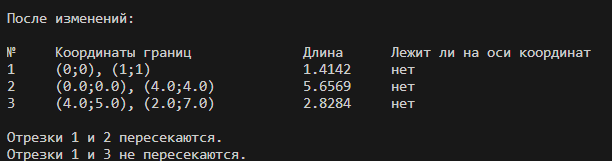 После изменений:
№ Координаты границ Длина Лежит ли на оси координат
1 (0;0), (1;1) 1.4142 нет
2 (0.0;0.0), (4.0;4.0) 5.6569 нет
3 (4.0;5.0), (2.0;7.0) 2.8284 нет
Отрезки 1 и 2 пересекаются.
Отрезки 1 и 3 не пересекаются.